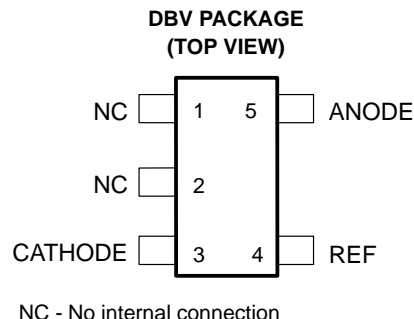 DBV PACKAGE
(TOP VIEW)
NC 1 5 ANODE
NC 2
CATHODE 3 4 REF
NC - No internal connection